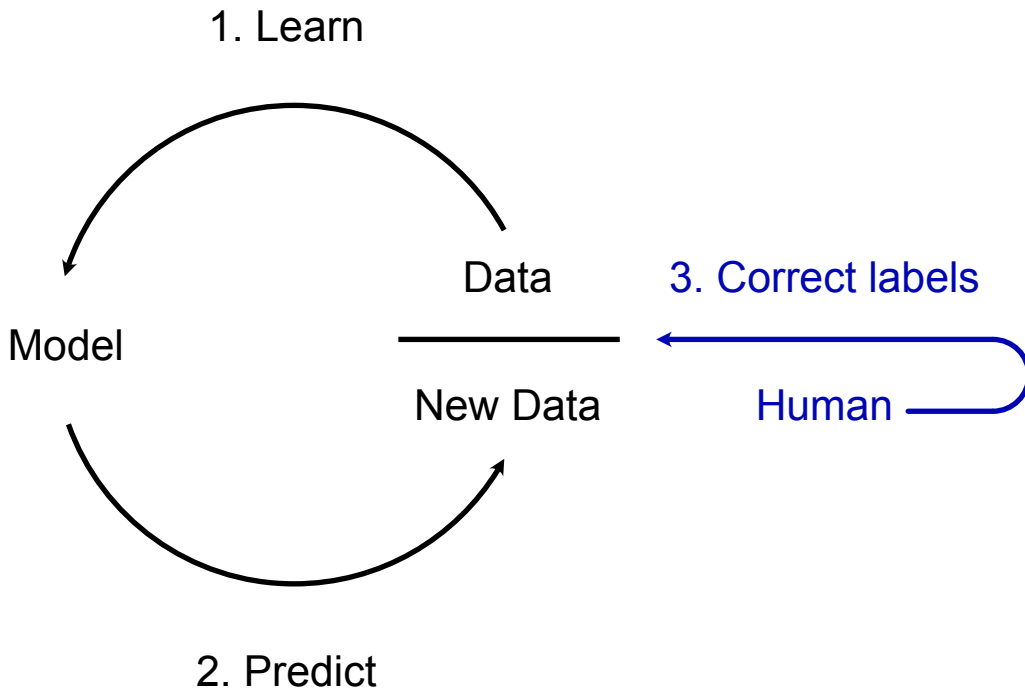 1. Learn
Data
3. Correct labels
Model
New Data
Human
2. Predict